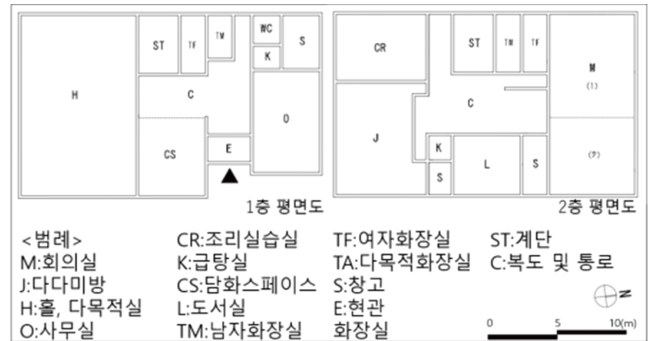 ST TF TM WC S
K
H C
O
CS E
1층 평면도
CR ST TM TF
M
(1)
C
J
K L S
S
(2)
2층 평면도
<범례>
M:회의실
J:다다미방
H:홀, 다목적실
O:사무실
CR:조리실습실
K:급탕실
CS:담화스페이스
L:도서실
TM:남자화장실
TF:여자화장실
TA:다목적화장실
S:창고
E:현관
화장실
ST:계단
C:복도 및 통로
N
0 5 10(m)